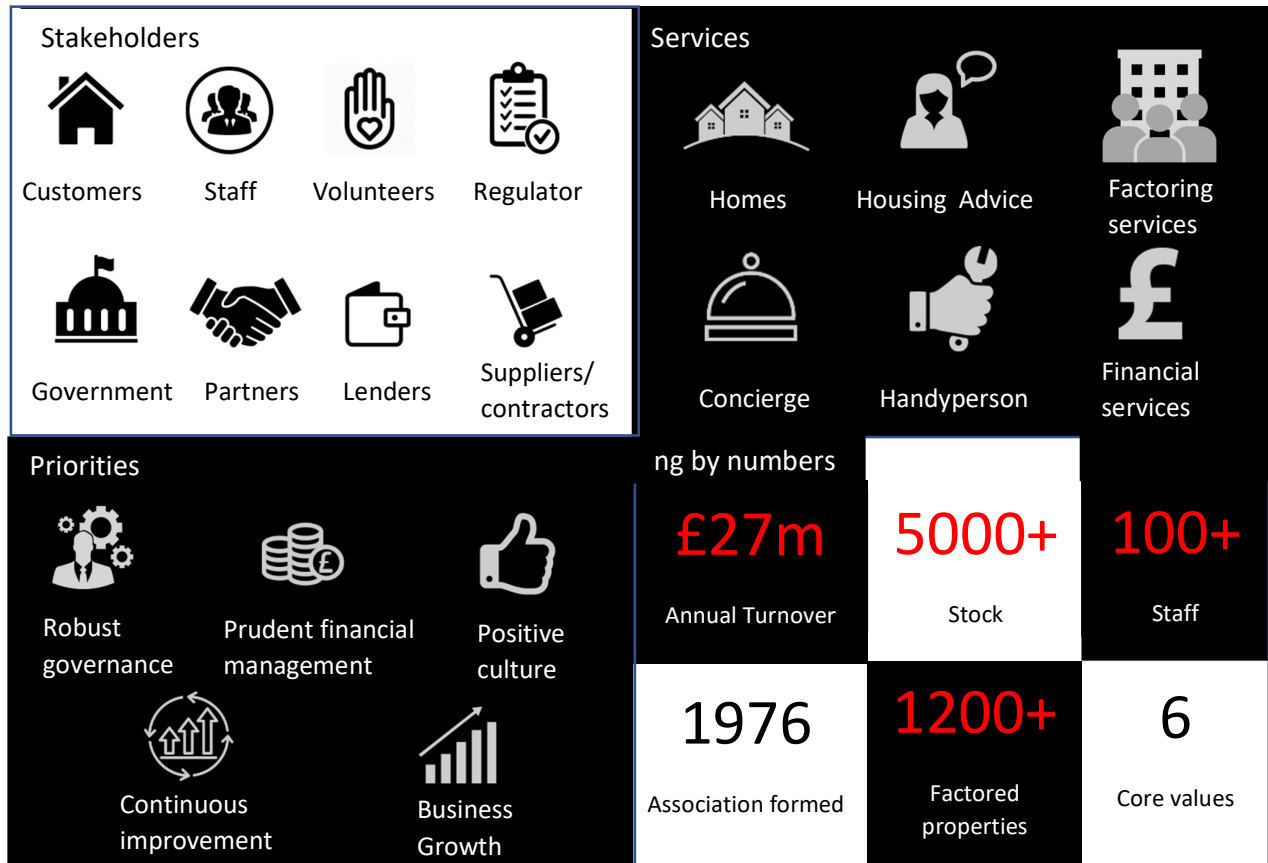 Stakeholders
Customers
Staff
Volunteers
Regulator
Government
Partners
Lenders
Suppliers/
contractors
Services
Homes
Housing Advice
Factoring
services
Concierge
Handyperson
£
Financial
services
Priorities
£
Robust
governance
Prudent financial
management
Positive
culture
Continuous
improvement
Business
Growth
ng by numbers
£27m
Annual Turnover
5000+
Stock
100+
Staff
1976
Association formed
1200+
Factored
properties
6
Core values